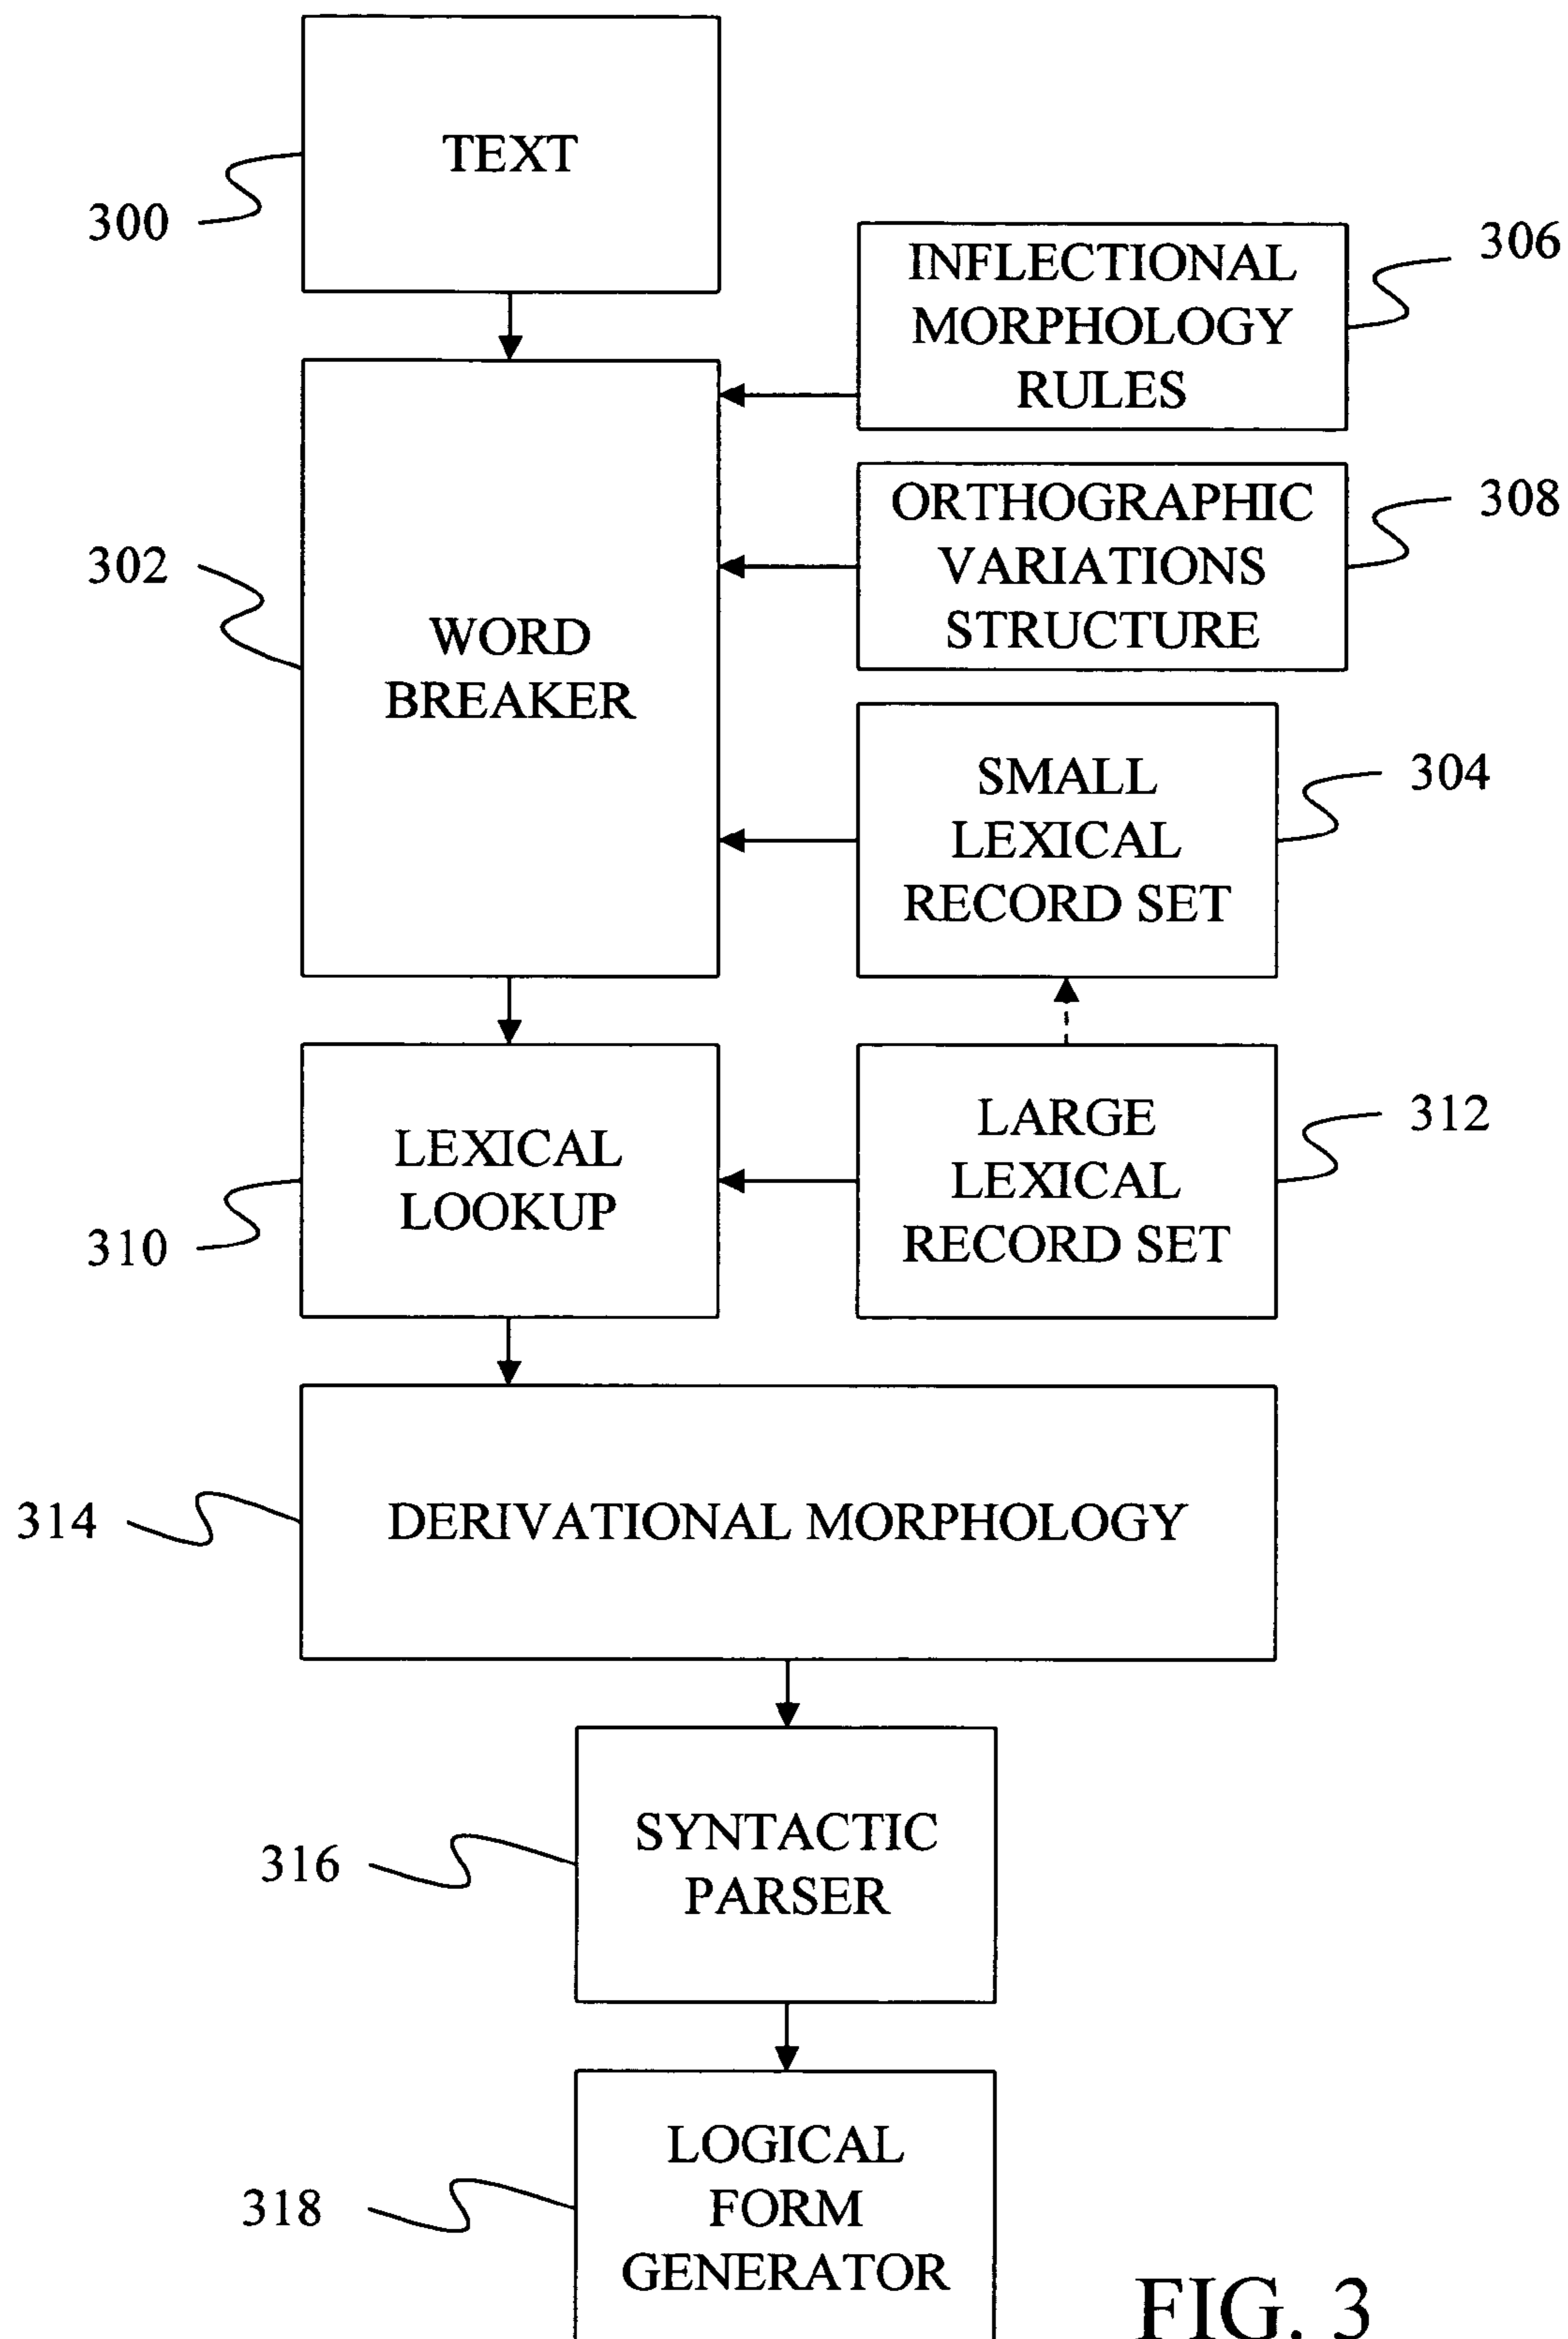 TEXT
300
INFLECTIONAL
MORPHOLOGY
RULES
306
ORTHOGRAPHIC
VARIATIONS
STRUCTURE
308
302
WORD
BREAKER
SMALL
LEXICAL
RECORD SET
304
LEXICAL
LOOKUP
310
LARGE
LEXICAL
RECORD SET
312
314
DERIVATIONAL MORPHOLOGY
316
SYNTACTIC
PARSER
318
LOGICAL
FORM
GENERATOR
FIG. 3